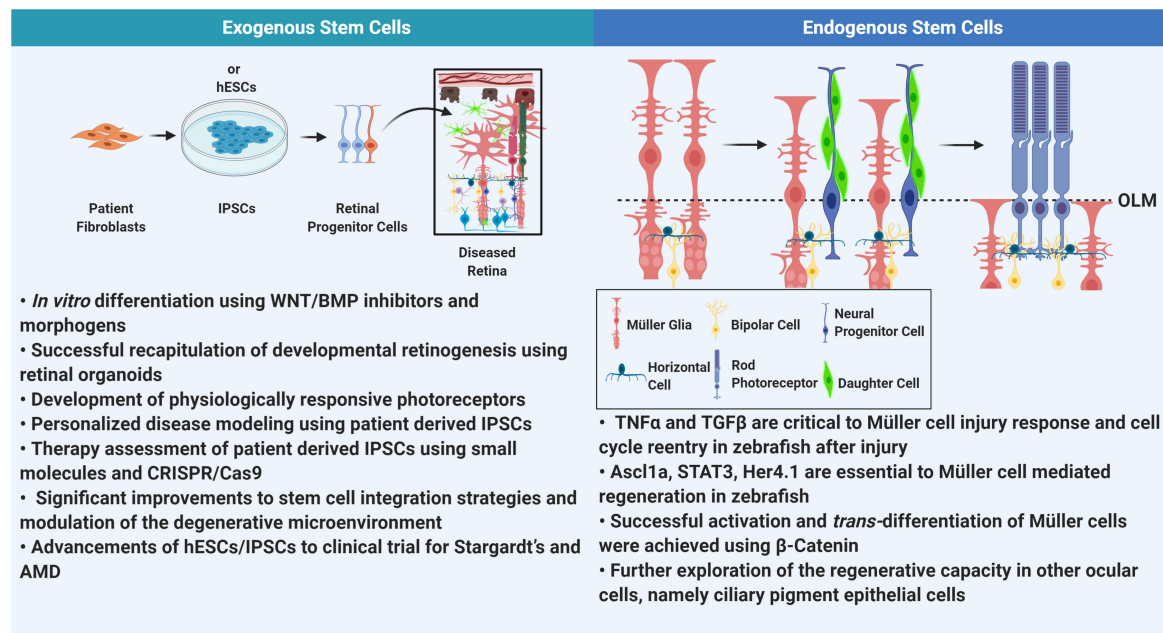 Exogenous Stem Cells
or
hESCs
Patient
Fibroblasts
IPSCs
Retinal
Progenitor Cells
Diseased
Retina
• In vitro differentiation using WNT/BMP inhibitors and
morphogens
• Successful recapitulation of developmental retinogenesis using
retinal organoids
• Development of physiologically responsive photoreceptors
• Personalized disease modeling using patient derived IPSCs
• Therapy assessment of patient derived IPSCs using small
molecules and CRISPR/Cas9
• Significant improvements to stem cell integration strategies and
modulation of the degenerative microenvironment
• Advancements of hESCs/IPSCs to clinical trial for Stargardt's and
AMD
Endogenous Stem Cells
OLM
Müller Glia
Bipolar Cell
Neural
Progenitor Cell
Horizontal
Cell
Rod
Photoreceptor
Daughter Cell
• TNFα and TGFβ are critical to Müller cell injury response and cell
cycle reentry in zebrafish after injury
• Ascl1a, STAT3, Her4.1 are essential to Müller cell mediated
regeneration in zebrafish
• Successful activation and trans-differentiation of Müller cells
were achieved using β-Catenin
• Further exploration of the regenerative capacity in other ocular
cells, namely ciliary pigment epithelial cells